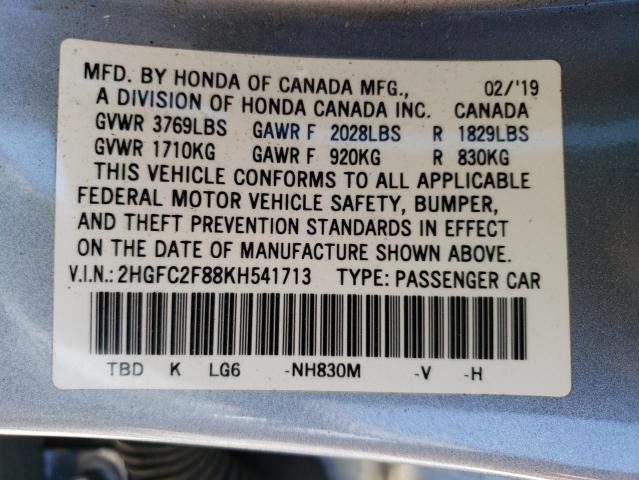 MFD. BY HONDA OF CANADA MFG., 02/'19
A DIVISION OF HONDA CANADA INC. CANADA
GVWR 3769LBS GAWR F 2028LBS R 1829LBS
GVWR 1710KG GAWR F 920KG R 830KG
THIS VEHICLE CONFORMS TO ALL APPLICABLE
FEDERAL MOTOR VEHICLE SAFETY, BUMPER,
AND THEFT PREVENTION STANDARDS IN EFFECT
ON THE DATE OF MANUFACTURE SHOWN ABOVE.
V.I.N.: 2HGFC2F88KH541713 TYPE: PASSENGER CAR
TBD K LG6 -NH830M -V -H